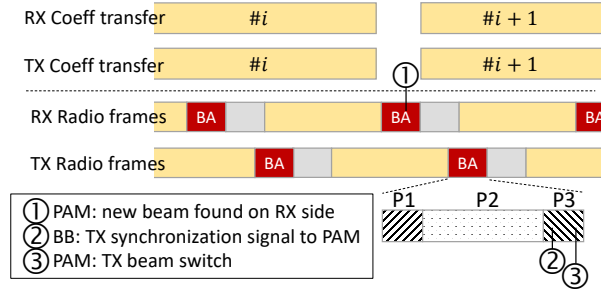 RX Coeff transfer #i #i + 1
TX Coeff transfer #i #i + 1
①
RX Radio frames BA BA BA
TX Radio frames BA BA
P1 P2 P3
① PAM: new beam found on RX side
② BB: TX synchronization signal to PAM
③ PAM: TX beam switch
② ③